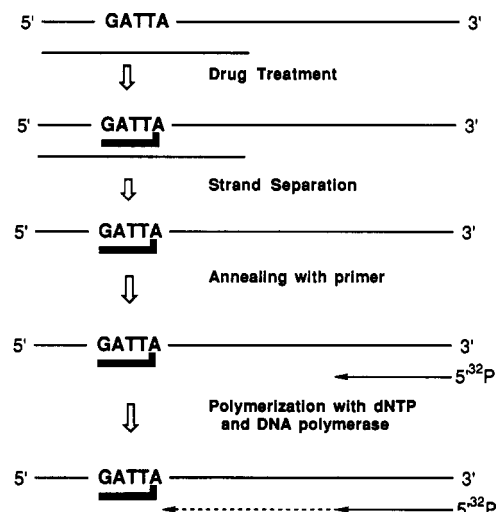 5' GATTA 3'
Drug Treatment
5' GATTA 3'
Strand Separation
5' GATTA 3'
Annealing with primer
5' GATTA 3'
5'³²P
Polymerization with dNTP
and DNA polymerase
5' GATTA 3'
5'³²P